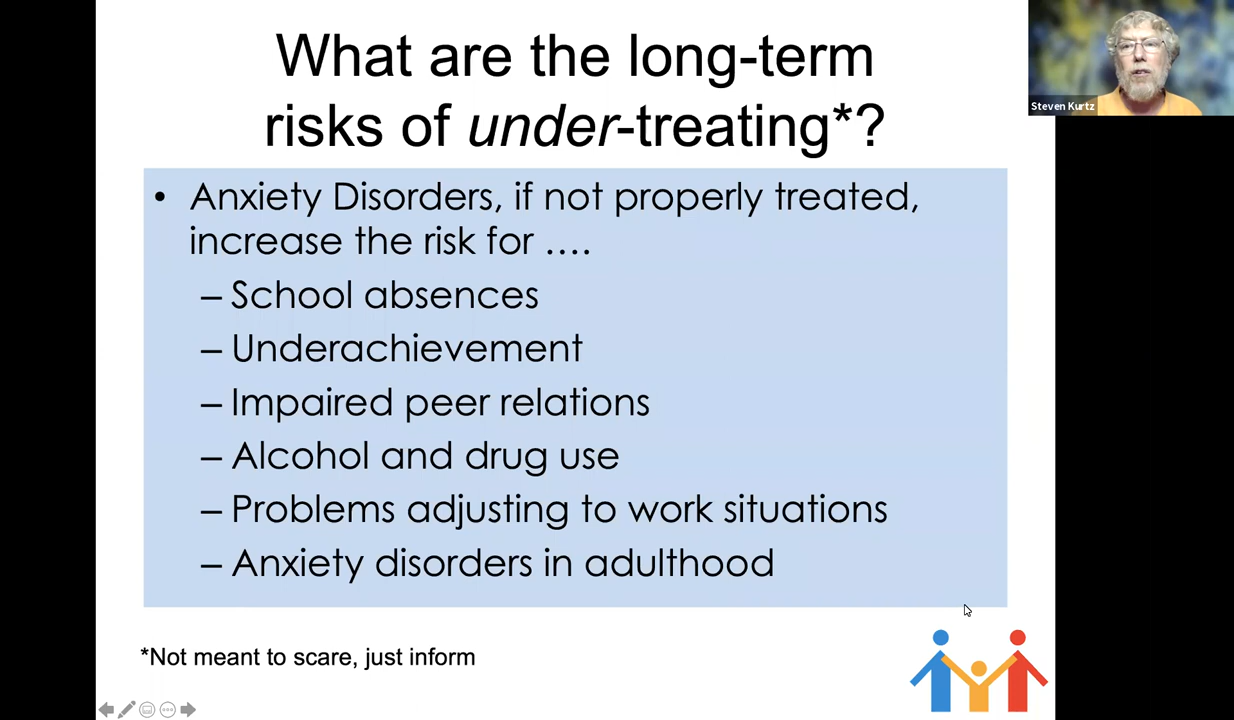 What are the long-term
risks of under-treating*?
Steven Kurtz
• Anxiety Disorders, if not properly treated,
increase the risk for ....
– School absences
– Underachievement
– Impaired peer relations
– Alcohol and drug use
– Problems adjusting to work situations
– Anxiety disorders in adulthood
*Not meant to scare, just inform